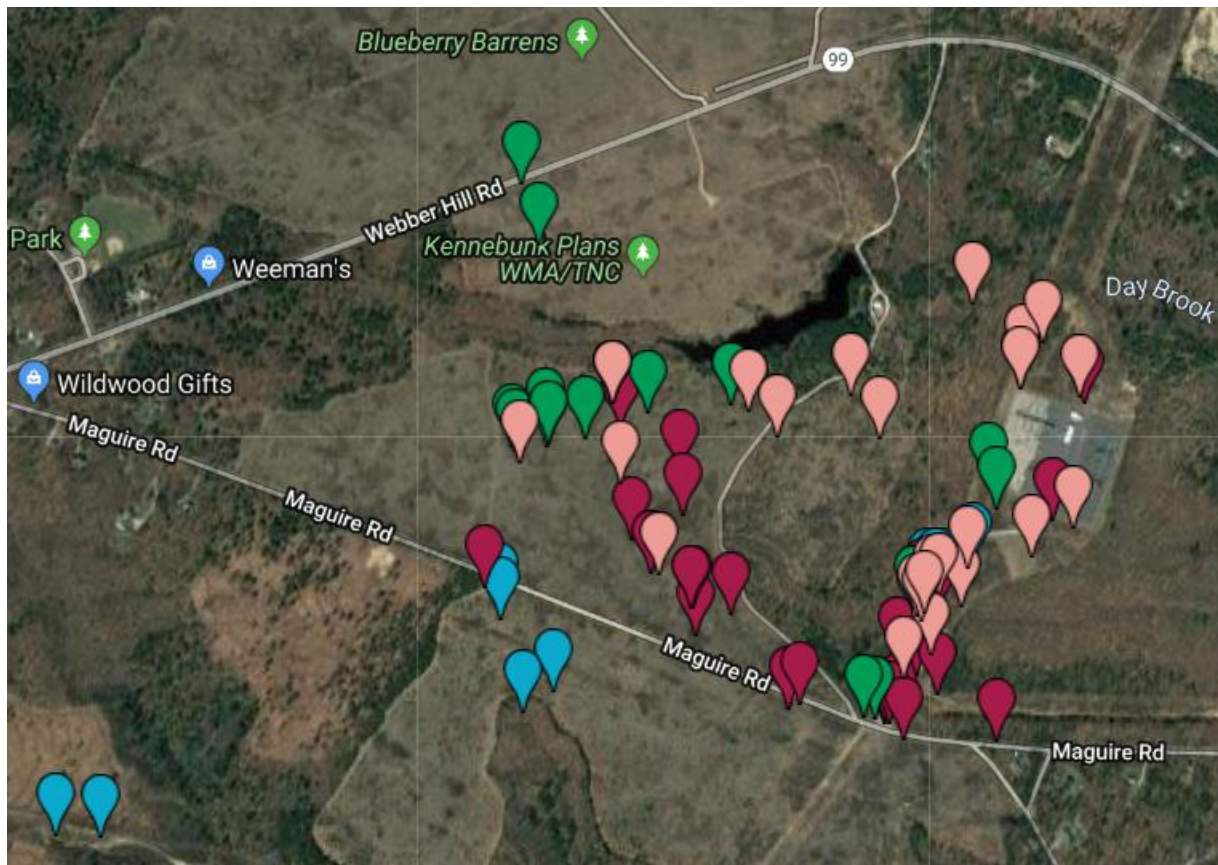 Blueberry Barrens
99
Webber Hill Rd
Park
Weeman's
Kennebunk Plans
WMA/TNC
Day Brook
Wildwood Gifts
Maguire Rd
Maguire Rd
Maguire Rd
Maguire Rd